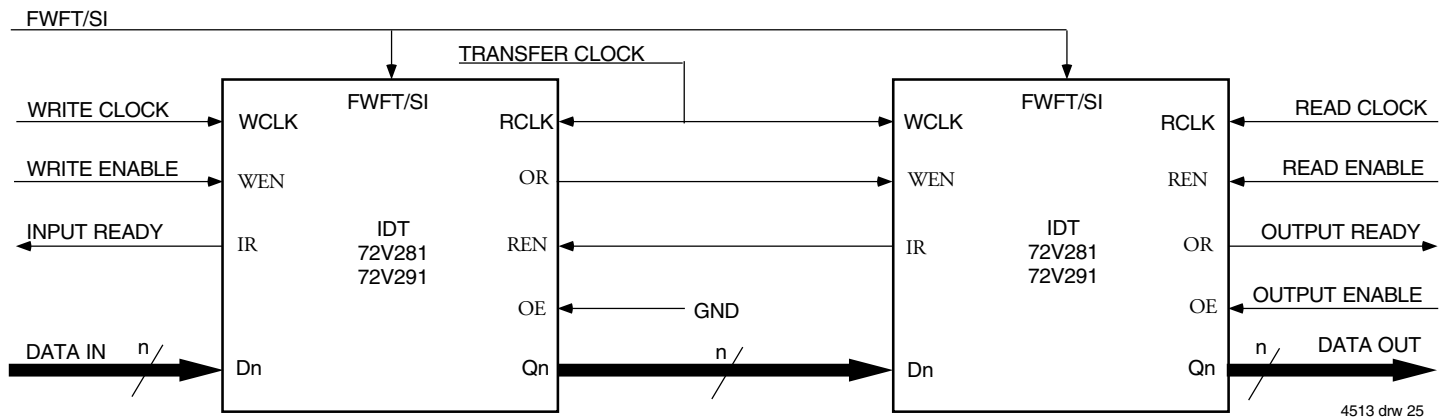 FWFT/SI
TRANSFER CLOCK
FWFT/SI
FWFT/SI
WRITE CLOCK
WCLK
RCLK
WCLK
RCLK
READ CLOCK
WRITE ENABLE
WEN
OR
WEN
REN
READ ENABLE
INPUT READY
IR
IDT
72V281
72V291
REN
IR
IDT
72V281
72V291
OR
OUTPUT READY
OE
GND
OE
OUTPUT ENABLE
DATA IN
n
Dn
Qn
n
Dn
Qn
n
DATA OUT
4513 drw 25